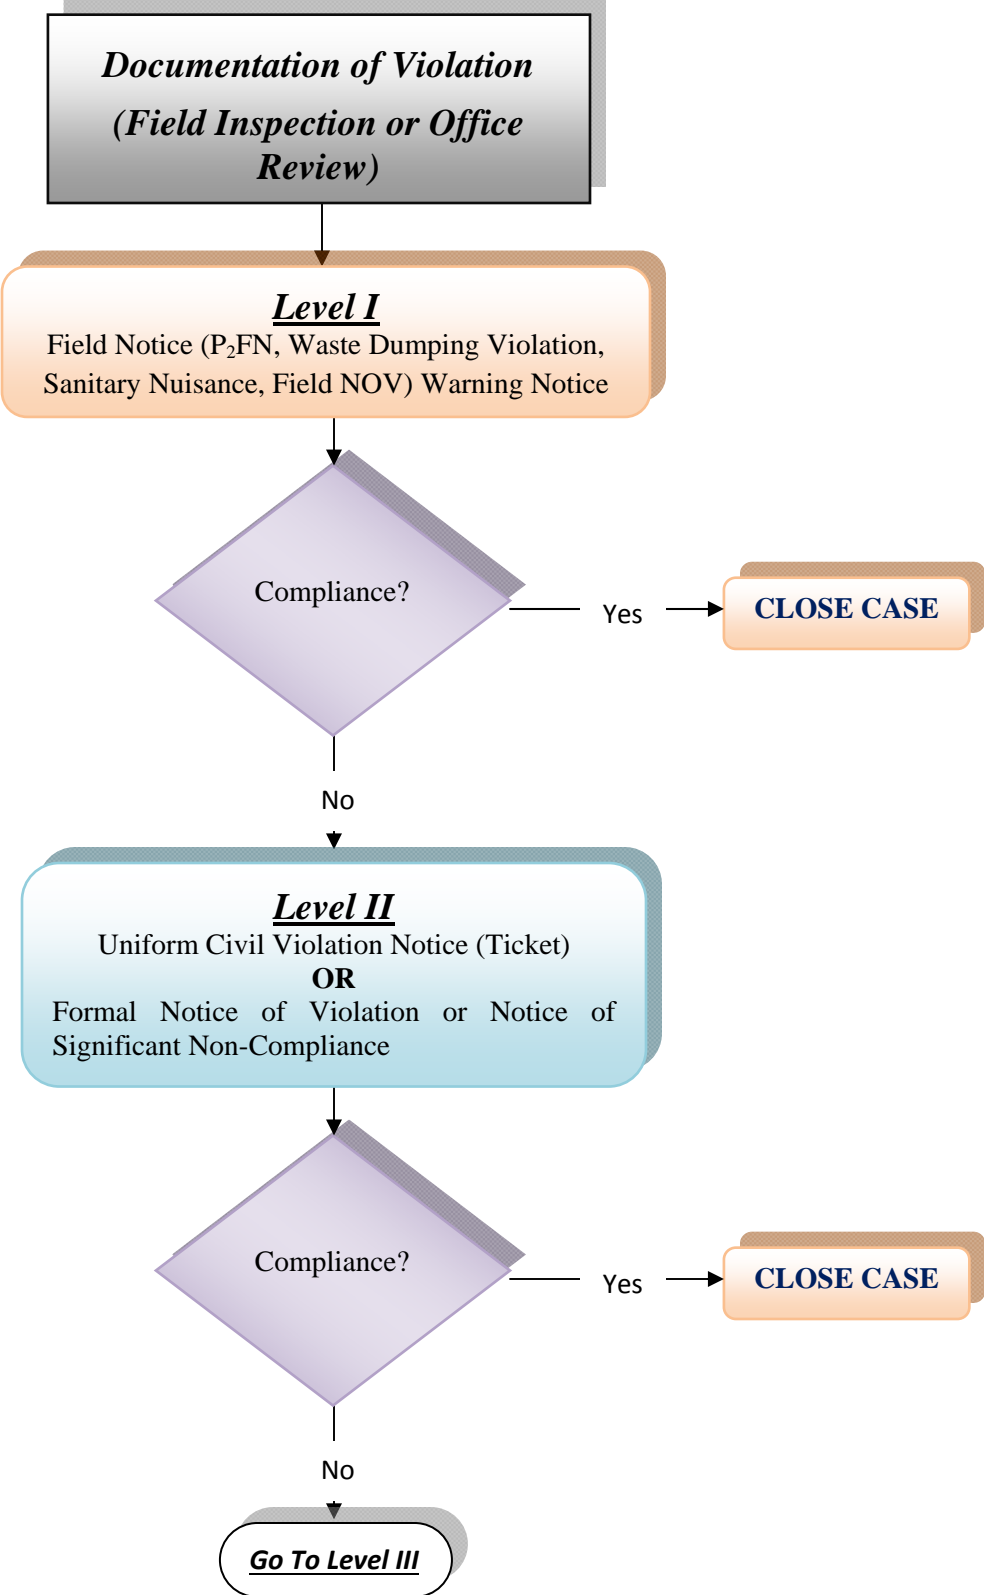 Documentation of Violation
(Field Inspection or Office
Review)
Level I
Field Notice (P₂FN, Waste Dumping Violation,
Sanitary Nuisance, Field NOV) Warning Notice
Compliance?
Yes
CLOSE CASE
No
Level II
Uniform Civil Violation Notice (Ticket)
OR
Formal Notice of Violation or Notice of
Significant Non-Compliance
Compliance?
Yes
CLOSE CASE
No
Go To Level III